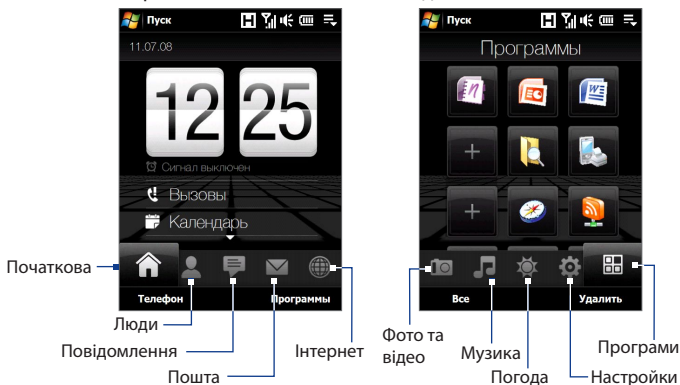 Пуск
11.07.08
12 25
Сигнал выключен
Вызовы
Календарь
Телефон Программы
Початкова
Люди
Повідомлення
Пошта
Інтернет
Пуск
Программы
Все Удалить
Фото та
відео
Музика
Погода
Настройки
Програми